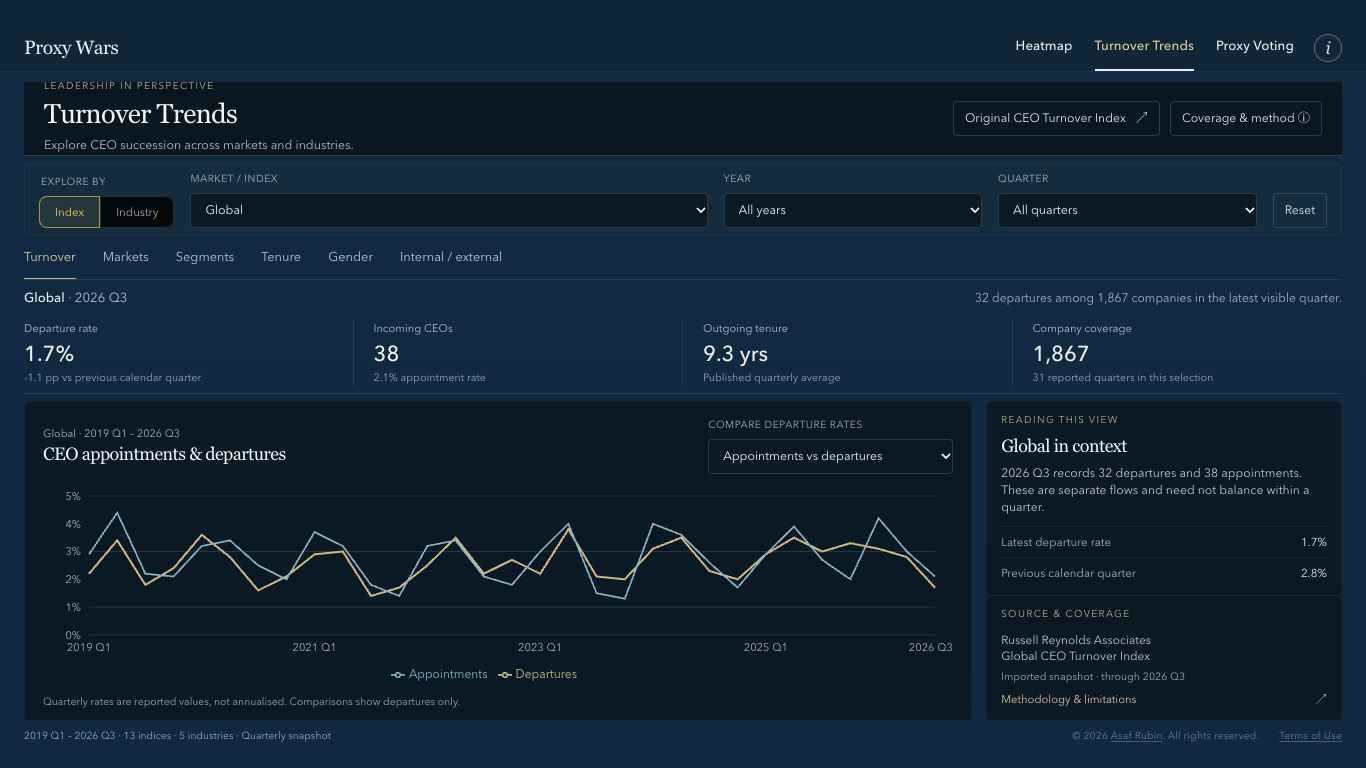 Proxy Wars
Heatmap
Turnover Trends
Proxy Voting
i
LEADERSHIP IN PERSPECTIVE
Turnover Trends
Explore CEO succession across markets and industries.
Original CEO Turnover Index ↗
Coverage & method ⓘ
EXPLORE BY
Index
Industry
MARKET / INDEX
Global
YEAR
All years
QUARTER
All quarters
Reset
Turnover
Markets
Segments
Tenure
Gender
Internal / external
Global · 2026 Q3
32 departures among 1,867 companies in the latest visible quarter.
Departure rate
1.7%
-1.1 pp vs previous calendar quarter
Incoming CEOs
38
2.1% appointment rate
Outgoing tenure
9.3 yrs
Published quarterly average
Company coverage
1,867
31 reported quarters in this selection
Global · 2019 Q1 – 2026 Q3
CEO appointments & departures
COMPARE DEPARTURE RATES
Appointments vs departures
5%
4%
3%
2%
1%
0%
2019 Q1
2021 Q1
2023 Q1
2025 Q1
2026 Q3
Appointments
Departures
Quarterly rates are reported values, not annualised. Comparisons show departures only.
READING THIS VIEW
Global in context
2026 Q3 records 32 departures and 38 appointments.
These are separate flows and need not balance within a
quarter.
Latest departure rate 1.7%
Previous calendar quarter 2.8%
SOURCE & COVERAGE
Russell Reynolds Associates
Global CEO Turnover Index
Imported snapshot · through 2026 Q3
Methodology & limitations ↗
2019 Q1 – 2026 Q3 · 13 indices · 5 industries · Quarterly snapshot
© 2026 Asaf Rubin. All rights reserved. · Terms of Use